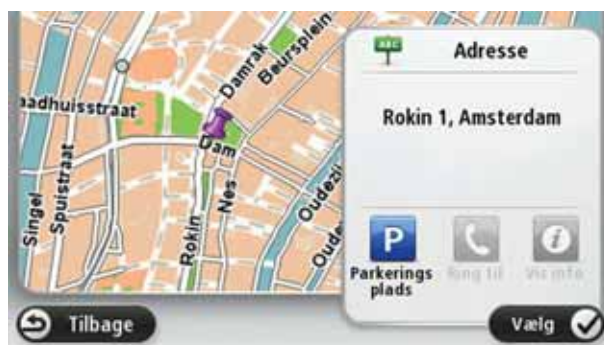 Damrak
Beursplein
aadhuisstraat
Dam
Singel
Spuistraat
Rokin
Nes
Oudezij
Oude
ABC
Adresse
Rokin 1, Amsterdam
P
Parkerings
plads
Ring til
i
Vis info
Tilbage
Vælg